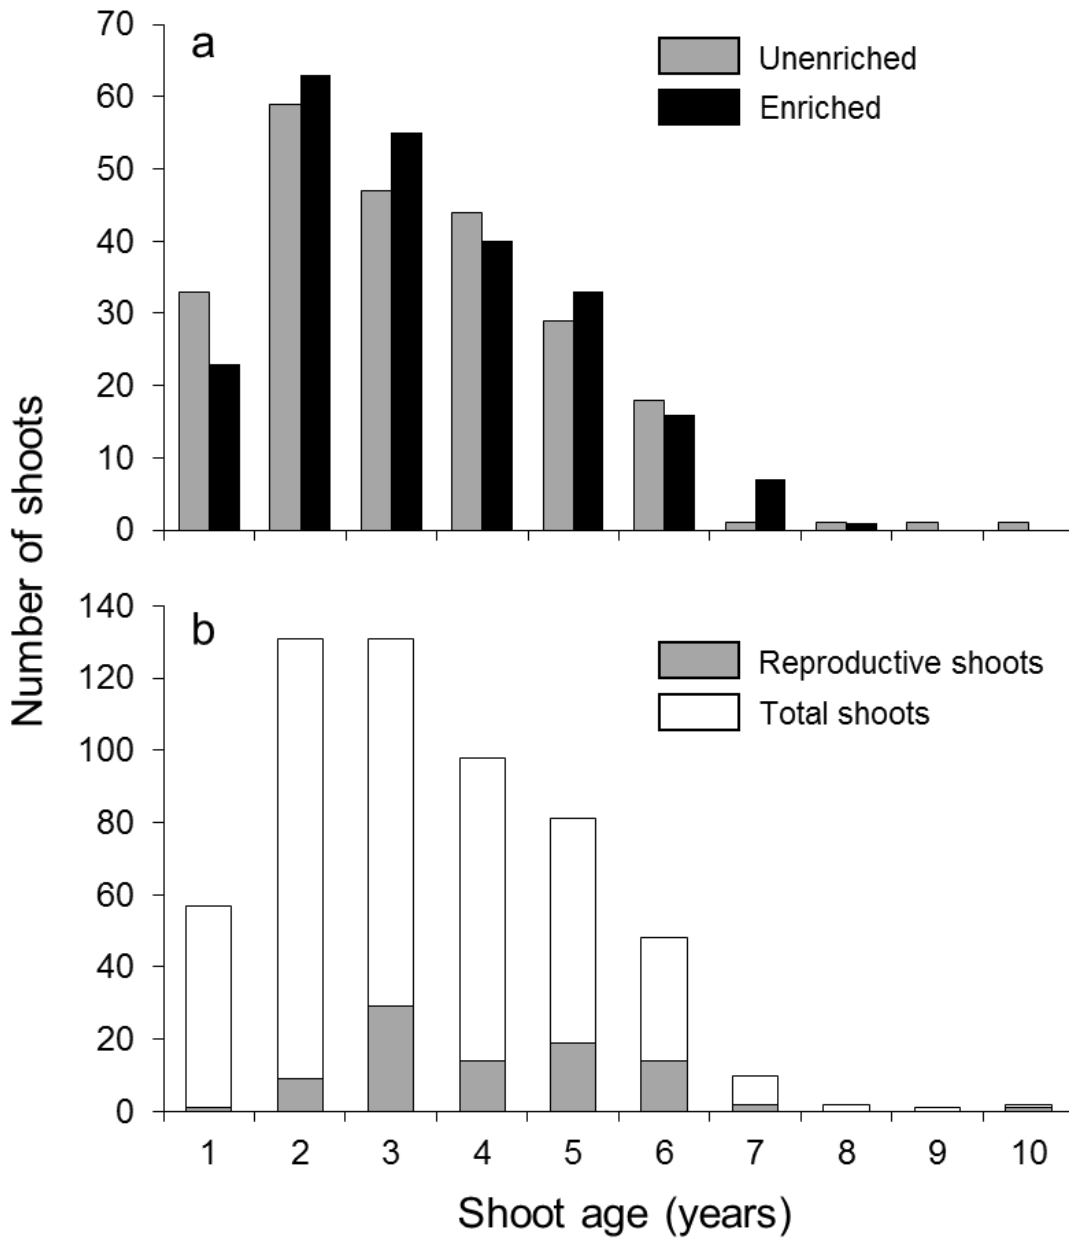 70
a
Unenriched
60
Enriched
50
40
30
20
10
0
Number of shoots
140
b
Reproductive shoots
120
Total shoots
100
80
60
40
20
0
1 2 3 4 5 6 7 8 9 10
Shoot age (years)